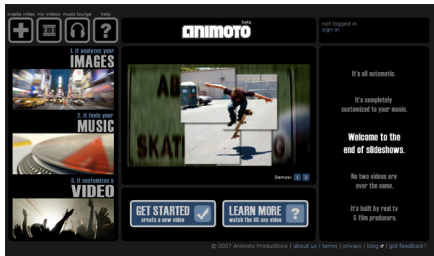 create video my videos music lounge help
beta
animoto
not logged in
sign in
1. it analyzes your
IMAGES
2. it feels your
MUSIC
3. it customizes a
VIDEO
AD
SKAT
Demos: 1 2
GET STARTED
create a new video
LEARN MORE
watch the 66 sec video
?
It's all automatic.
It's completely
customized to your music.
Welcome to the
end of slideshows.
No two videos are
ever the same.
It's built by real tv
& film producers.
© 2007 Animoto Productions | about us | terms | privacy | blog | got feedback?